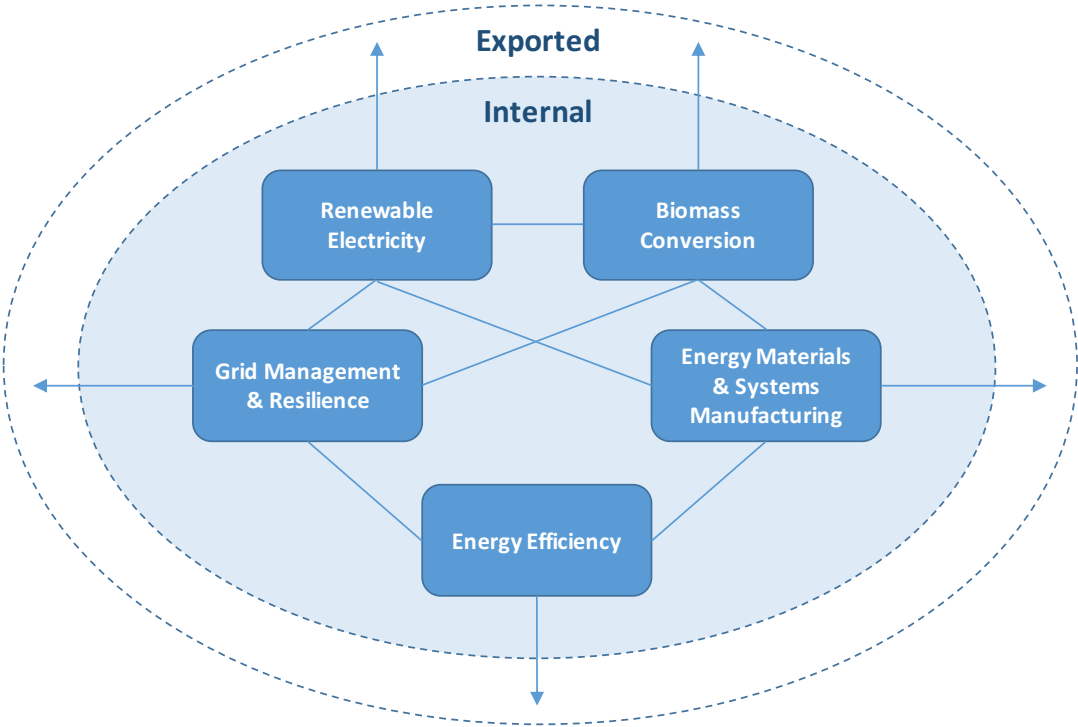 Exported
Internal
Renewable
Electricity
Biomass
Conversion
Grid Management
& Resilience
Energy Materials
& Systems
Manufacturing
Energy Efficiency